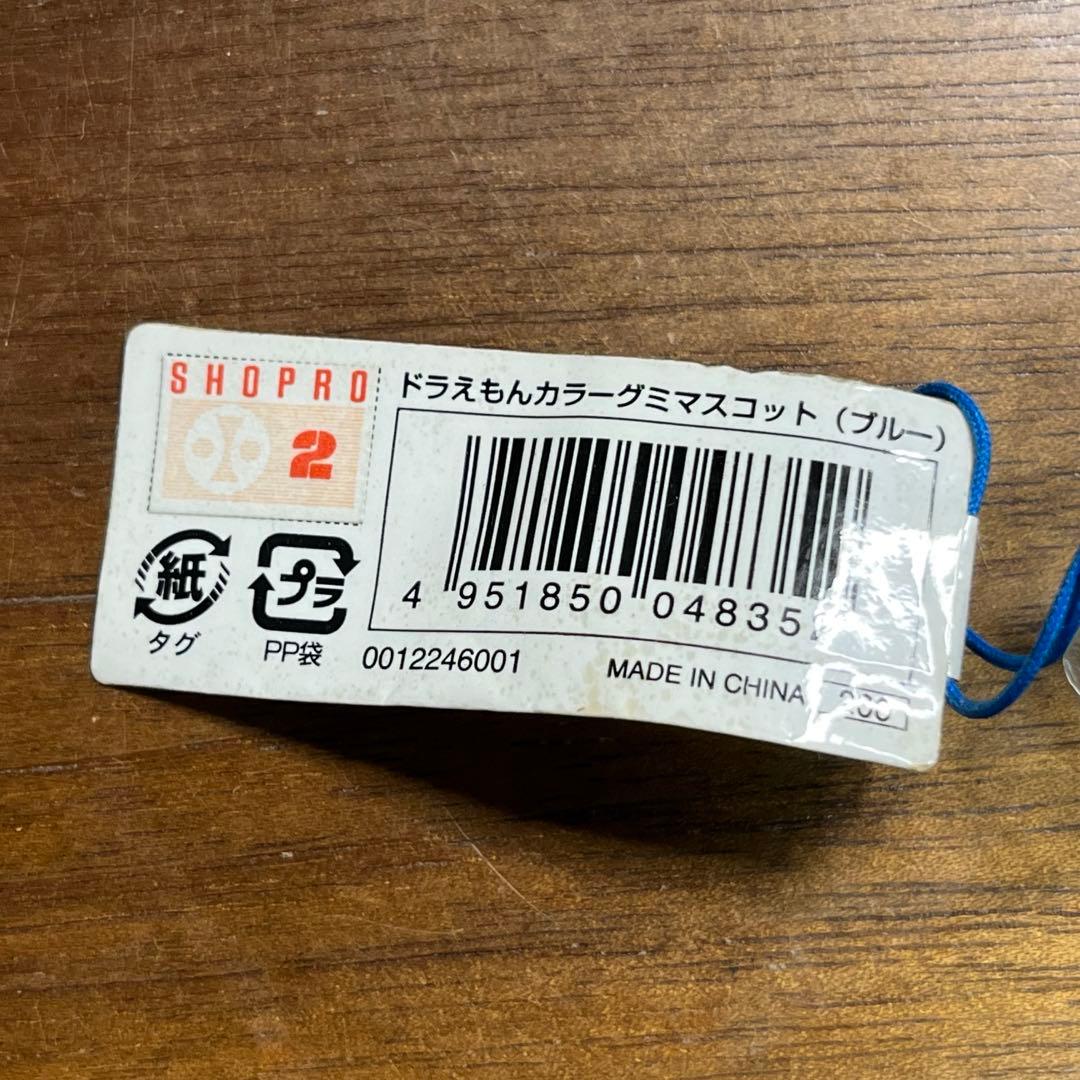 SHOPRO
2
ドラえもんカラーグミマスコット（ブルー）
4 951850 04835
紙
タグ
プラ
PP袋
0012246001
MADE IN CHINA
200